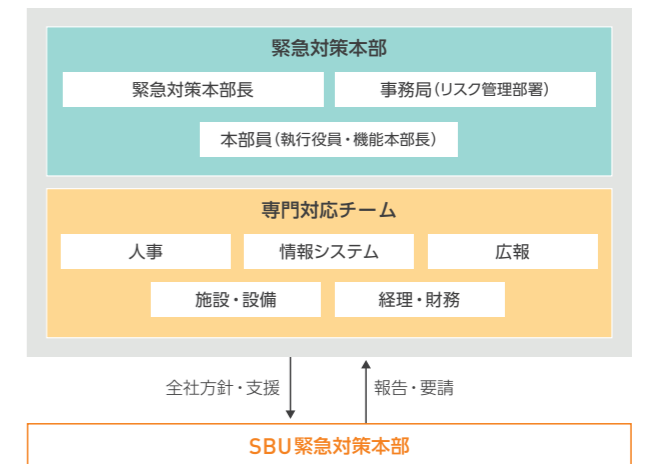 緊急対策本部
緊急対策本部長
事務局（リスク管理部署）
本部員（執行役員・機能本部長）
専門対応チーム
人事
情報システム
広報
施設・設備
経理・財務
全社方針・支援
報告・要請
SBU緊急対策本部